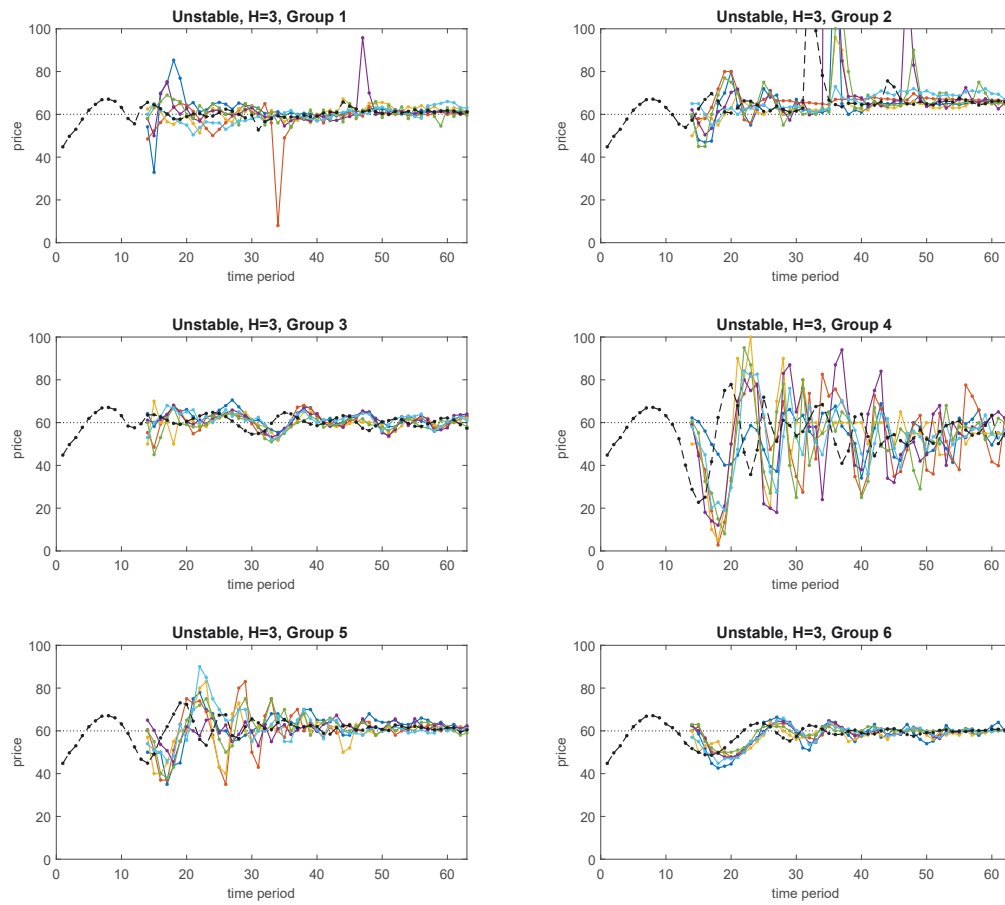 Unstable, H=3, Group 1
100
80
60
40
20
0
price
0 10 20 30 40 50 60
time period
Unstable, H=3, Group 2
100
80
60
40
20
0
price
0 10 20 30 40 50 60
time period
Unstable, H=3, Group 3
100
80
60
40
20
0
price
0 10 20 30 40 50 60
time period
Unstable, H=3, Group 4
100
80
60
40
20
0
price
0 10 20 30 40 50 60
time period
Unstable, H=3, Group 5
100
80
60
40
20
0
price
0 10 20 30 40 50 60
time period
Unstable, H=3, Group 6
100
80
60
40
20
0
price
0 10 20 30 40 50 60
time period